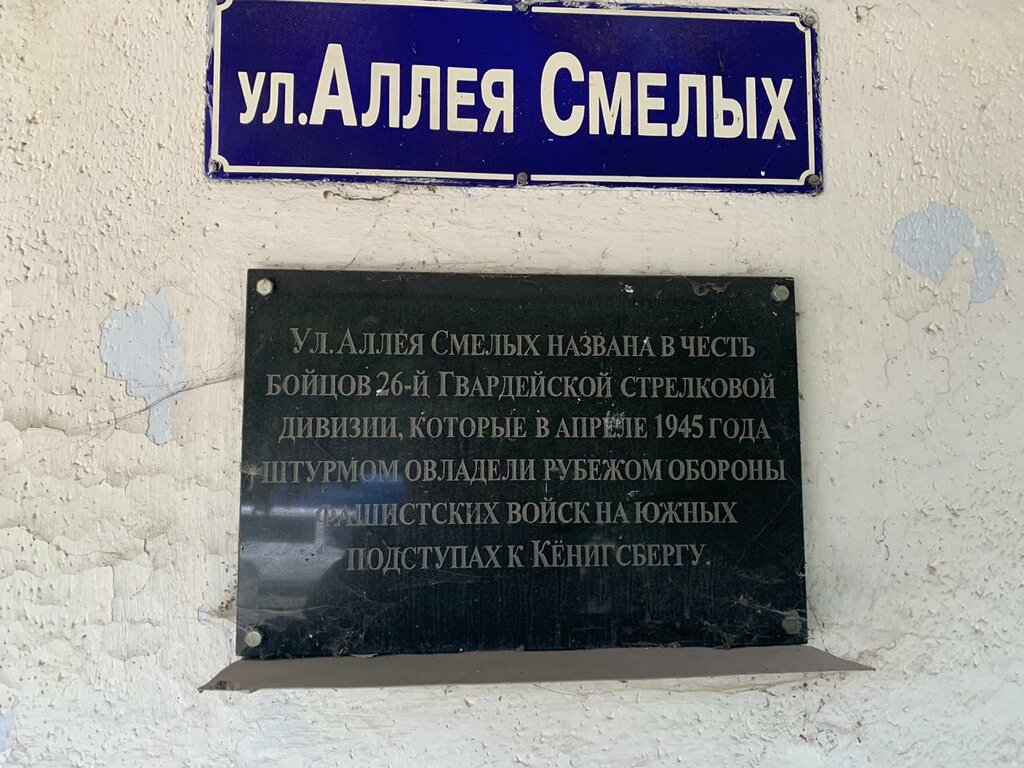 ул. Аллея Смелых
Ул. Аллея Смелых названа в честь
бойцов 26-й Гвардейской стрелковой
дивизии, которые в апреле 1945 года
штурмом овладели рубежом обороны
фашистских войск на южных
подступах к Кёнигсбергу.